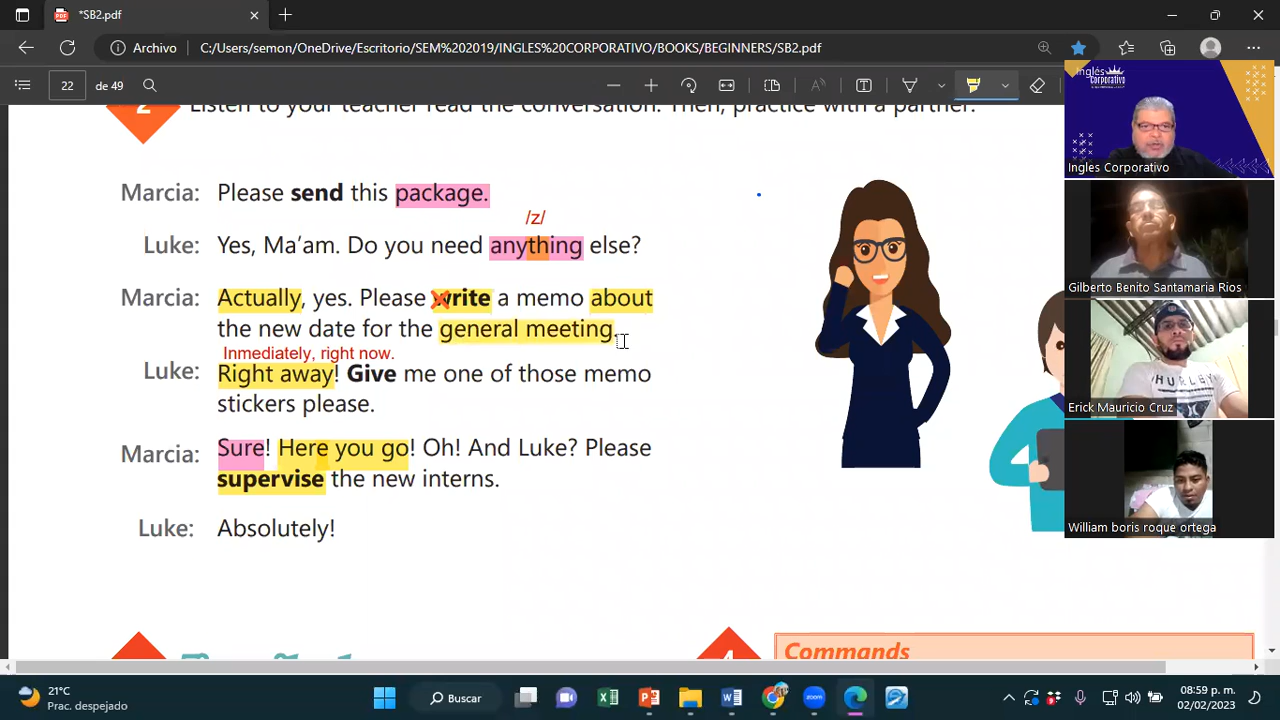 *SB2.pdf
Archivo
C:/Users/semon/OneDrive/Escritorio/SEM%202019/INGLES%20CORPORATIVO/BOOKS/BEGINNERS/SB2.pdf
22
de 49
2 Listen to your teacher read the conversation. Then, practice with a partner.
Marcia: Please send this package.
/z/
Luke: Yes, Ma'am. Do you need anything else?
Marcia: Actually, yes. Please write a memo about
the new date for the general meeting.
Inmediately, right now.
Luke: Right away! Give me one of those memo
stickers please.
Marcia: Sure! Here you go! Oh! And Luke? Please
supervise the new interns.
Luke: Absolutely!
4
Commands
Inglés
Corporativo
Ingles Corporativo
Gilberto Benito Santamaria Rios
HURLEY
Erick Mauricio Cruz
William boris roque ortega
21°C
Prac. despejado
Buscar
zoom
08:59 p. m.
02/02/2023